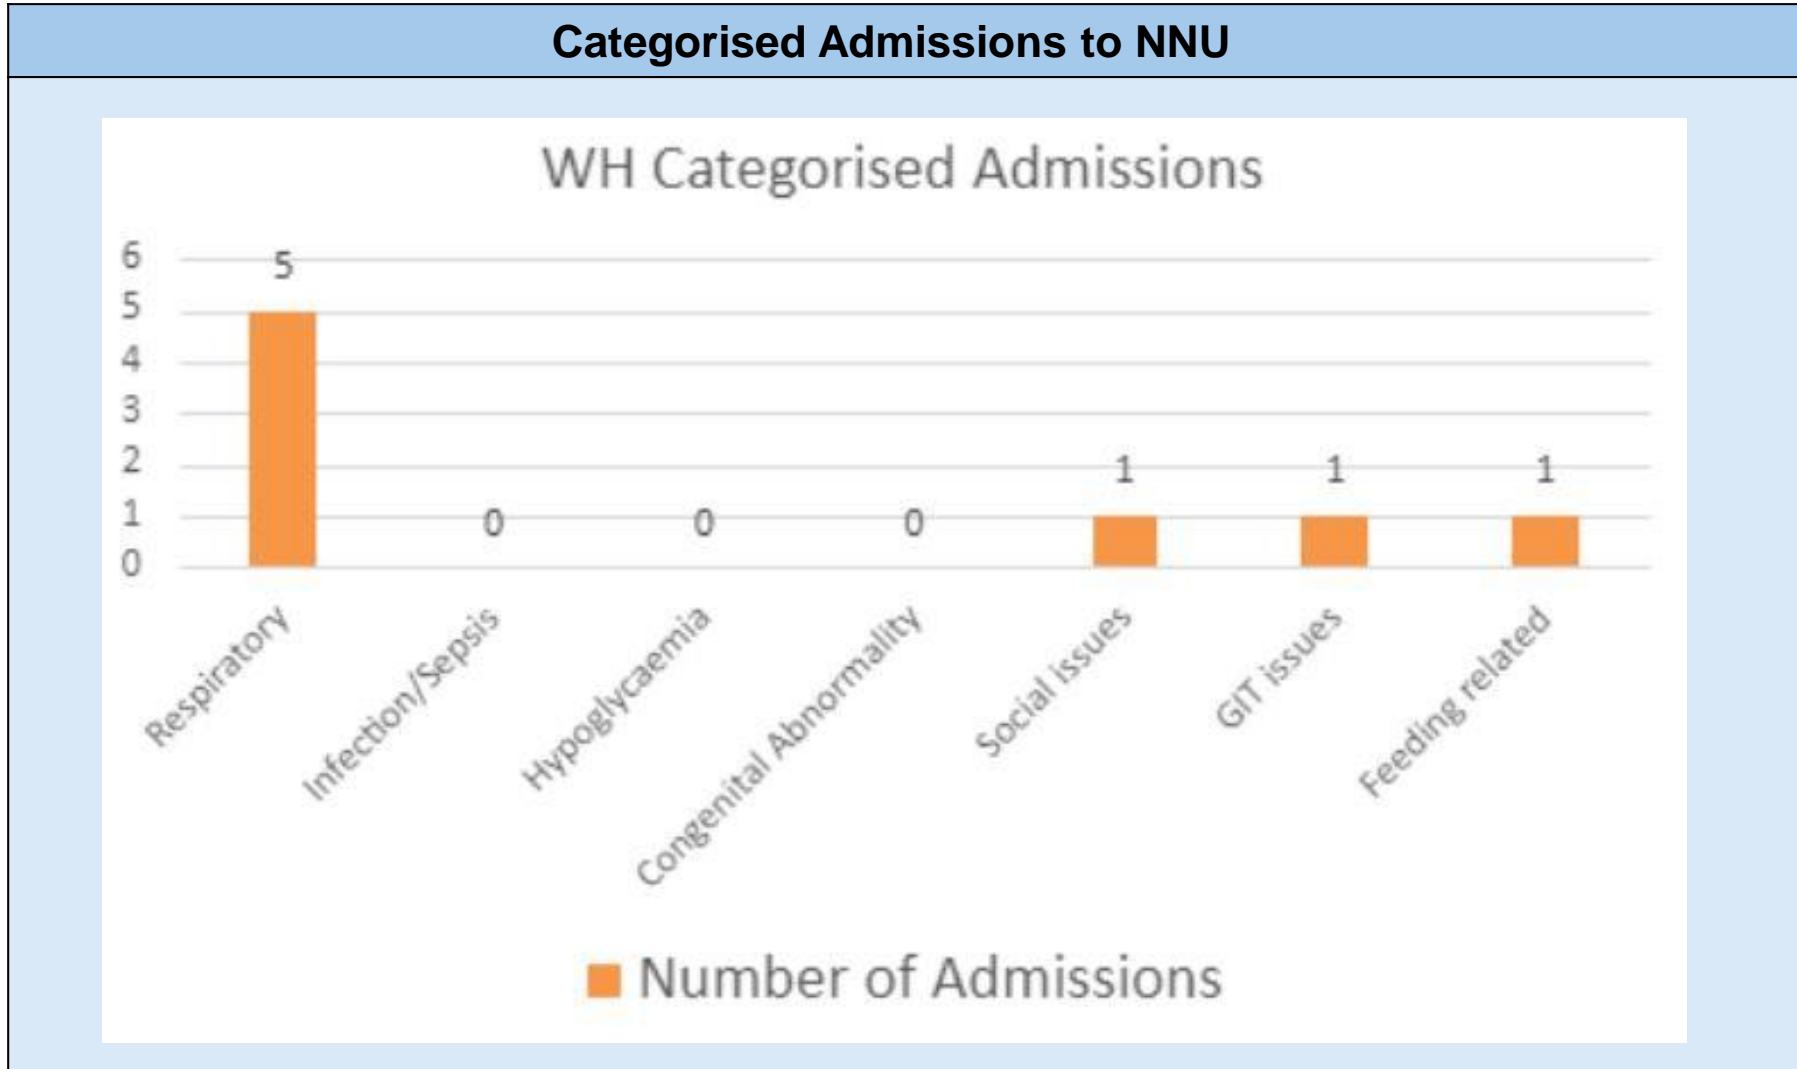 Categorised Admissions to NNU
WH Categorised Admissions
6
5
4
3
2
1
0
5
0
0
0
1
1
1
Respiratory
Infection/Sepsis
Hypoglycaemia
Congenital Abnormality
Social issues
GIT issues
Feeding related
Number of Admissions